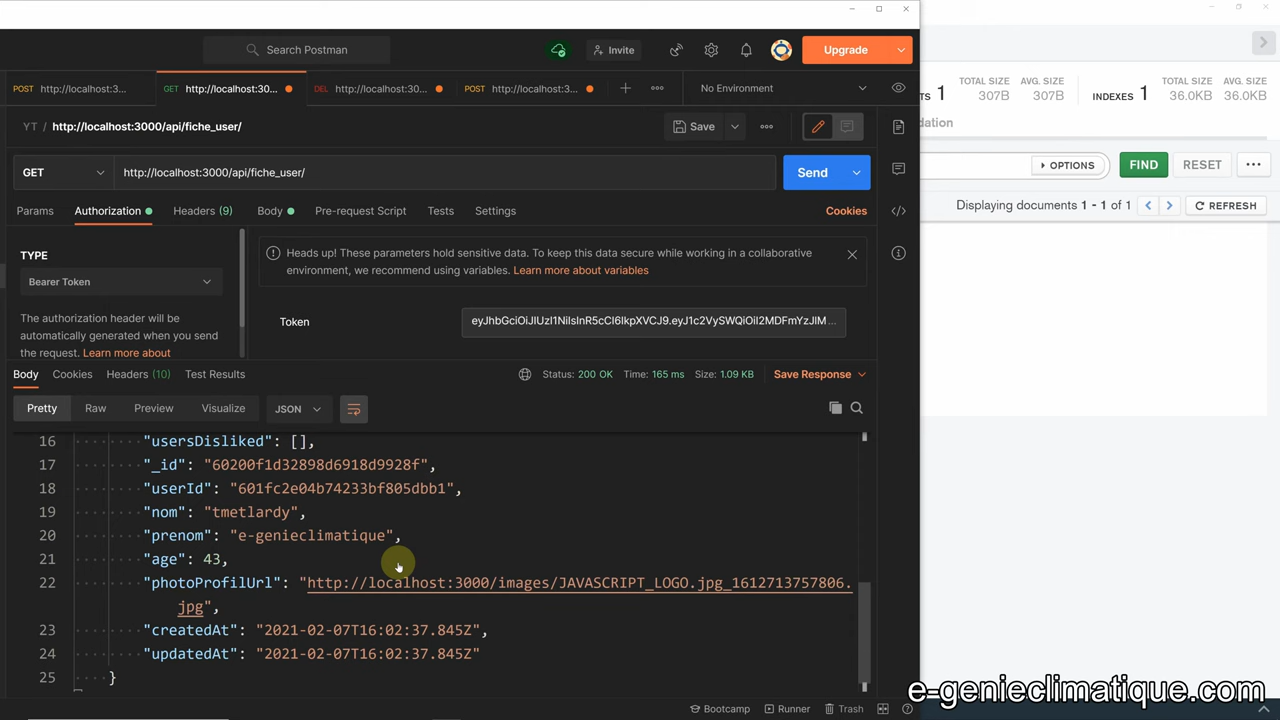 Search Postman
Invite
Upgrade
POST http://localhost:3...
GET http://localhost:30...
DEL http://localhost:30...
POST http://localhost:30...
No Environment
YT / http://localhost:3000/api/fiche_user/
Save
GET
http://localhost:3000/api/fiche_user/
Send
Params
Authorization
Headers (9)
Body
Pre-request Script
Tests
Settings
Cookies
TYPE
Bearer Token
The authorization header will be
automatically generated when you send
the request. Learn more about
Heads up! These parameters hold sensitive data. To keep this data secure while working in a collaborative
environment, we recommend using variables. Learn more about variables
Token
Body
Cookies
Headers (10)
Test Results
Status: 200 OK
Time: 165 ms
Size: 1.09 KB
Save Response
Pretty
Raw
Preview
Visualize
JSON
16 "usersDisliked": [],
17 "_id": "60200f1d32898d6918d9928f",
18 "userId": "601fc2e04b74233bf805dbb1",
19 "nom": "tmetlardy",
20 "prenom": "e-genieclimatique",
21 "age": 43,
22 "photoProfilUrl": "http://localhost:3000/images/JAVASCRIPT_LOGO.jpg_1612713757806.
jpg",
23 "createdAt": "2021-02-07T16:02:37.845Z",
24 "updatedAt": "2021-02-07T16:02:37.845Z"
25 }
Bootcamp
Runner
Trash
TS 1
TOTAL SIZE
307B
AVG. SIZE
307B
INDEXES 1
TOTAL SIZE
36.0KB
AVG. SIZE
36.0KB
dation
OPTIONS
FIND
RESET
Displaying documents 1 - 1 of 1
REFRESH
e-genieclimatique.com